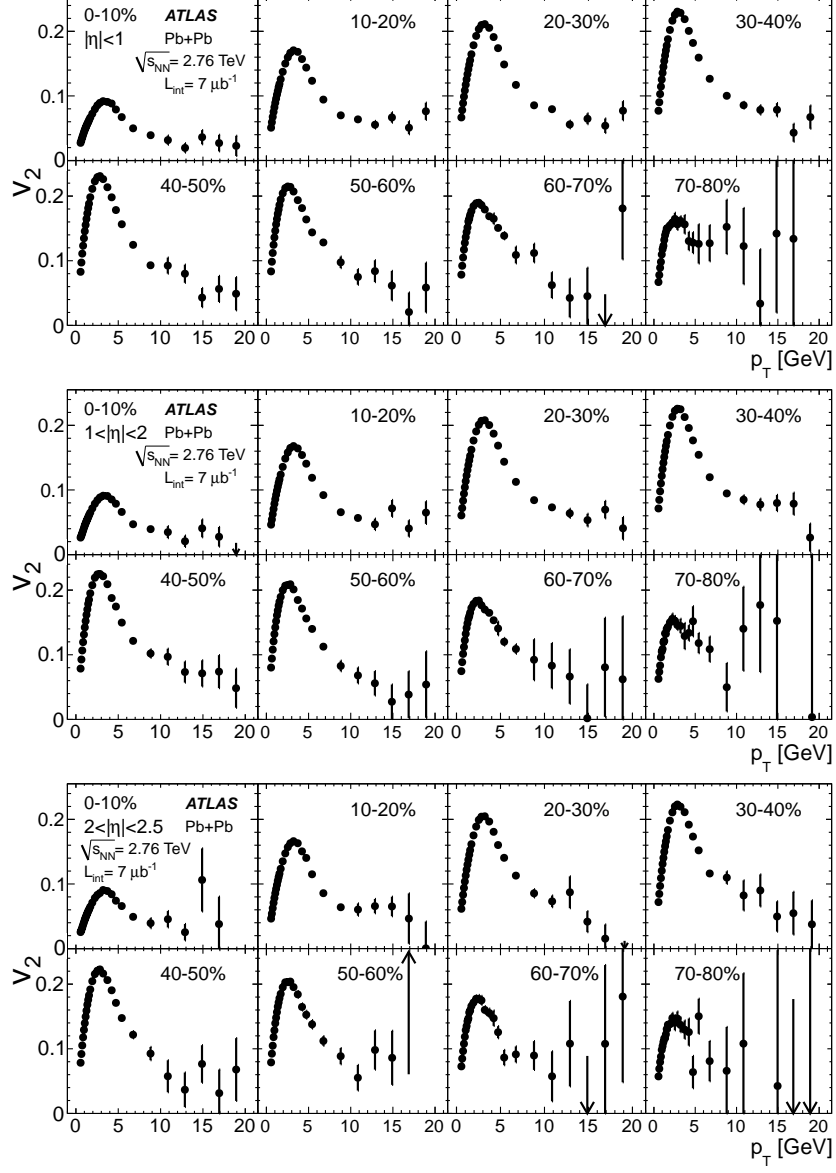 0-10% ATLAS 10-20% 20-30% 30-40%
|η|<1 Pb+Pb
√s_NN = 2.76 TeV
L_int = 7 μb⁻¹
0.2
0.1
0
v₂
40-50% 50-60% 60-70% 70-80%
0.2
0.1
0
0 5 10 15 20 0 5 10 15 20 0 5 10 15 20 0 5 10 15 20
p_T [GeV]
0-10% ATLAS 10-20% 20-30% 30-40%
1<|η|<2 Pb+Pb
√s_NN = 2.76 TeV
L_int = 7 μb⁻¹
0.2
0.1
0
v₂
40-50% 50-60% 60-70% 70-80%
0.2
0.1
0
0 5 10 15 20 0 5 10 15 20 0 5 10 15 20 0 5 10 15 20
p_T [GeV]
0-10% ATLAS 10-20% 20-30% 30-40%
2<|η|<2.5 Pb+Pb
√s_NN = 2.76 TeV
L_int = 7 μb⁻¹
0.2
0.1
0
v₂
40-50% 50-60% 60-70% 70-80%
0.2
0.1
0
0 5 10 15 20 0 5 10 15 20 0 5 10 15 20 0 5 10 15 20
p_T [GeV]